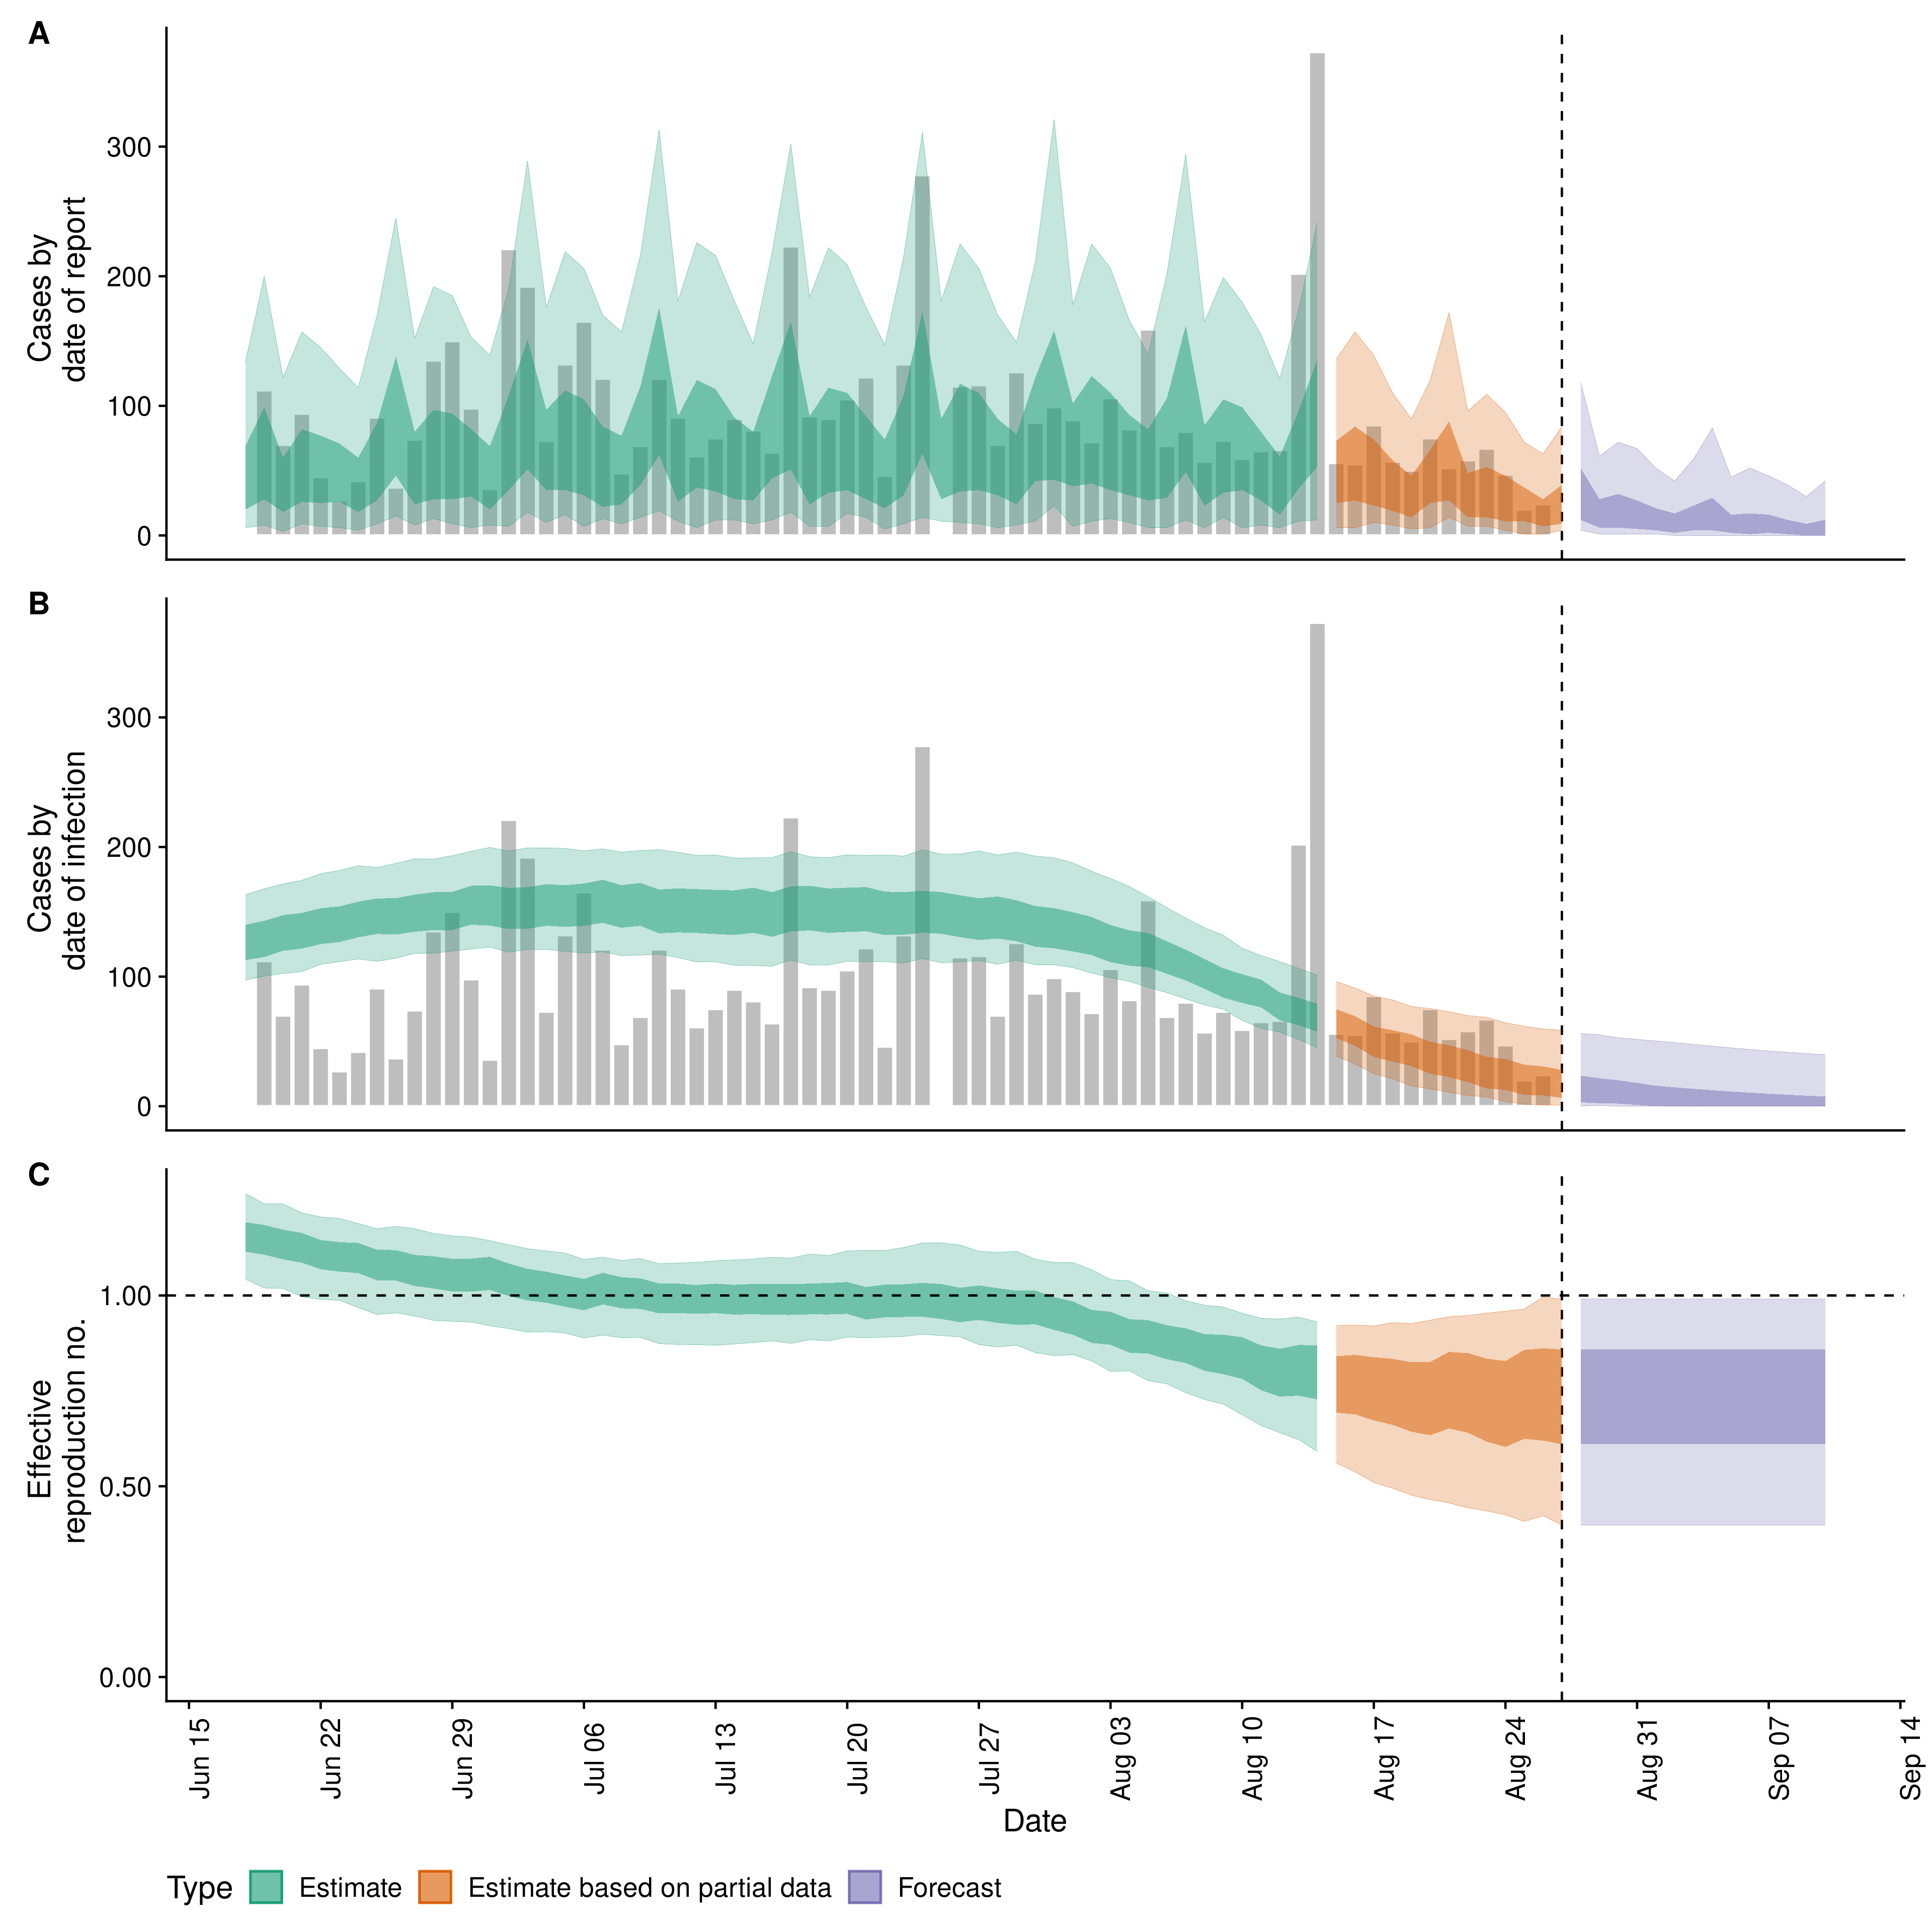 A
Cases by
date of report
300
200
100
0
B
Cases by
date of infection
300
200
100
0
C
Effective
reproduction no.
1.00
0.50
0.00
Jun 15
Jun 22
Jun 29
Jul 06
Jul 13
Jul 20
Jul 27
Aug 03
Aug 10
Aug 17
Aug 24
Aug 31
Sep 07
Sep 14
Date
Type Estimate Estimate based on partial data Forecast